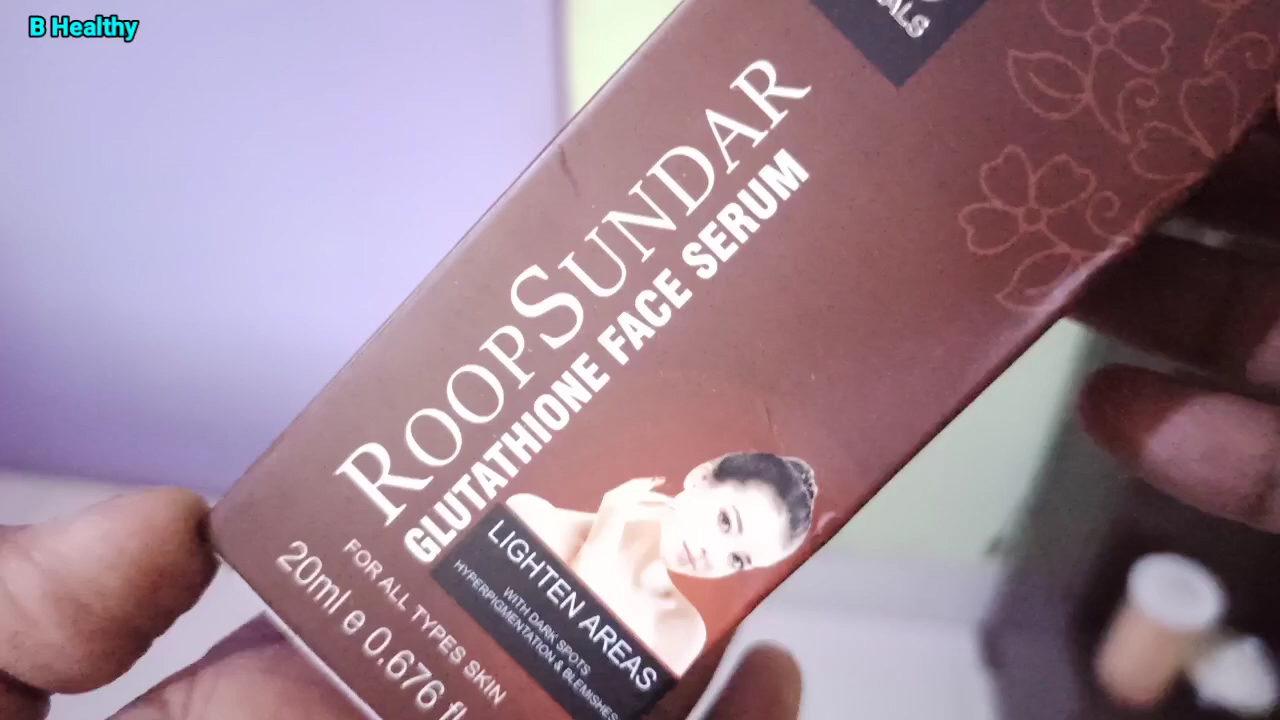 B Healthy
ALS
ROOPSUNDAR
GLUTATHIONE FACE SERUM
LIGHTEN AREAS
WITH DARK SPOTS
HYPERPIGMENTATION & BLEMISHES
FOR ALL TYPES SKIN
20ml e 0.676 fl